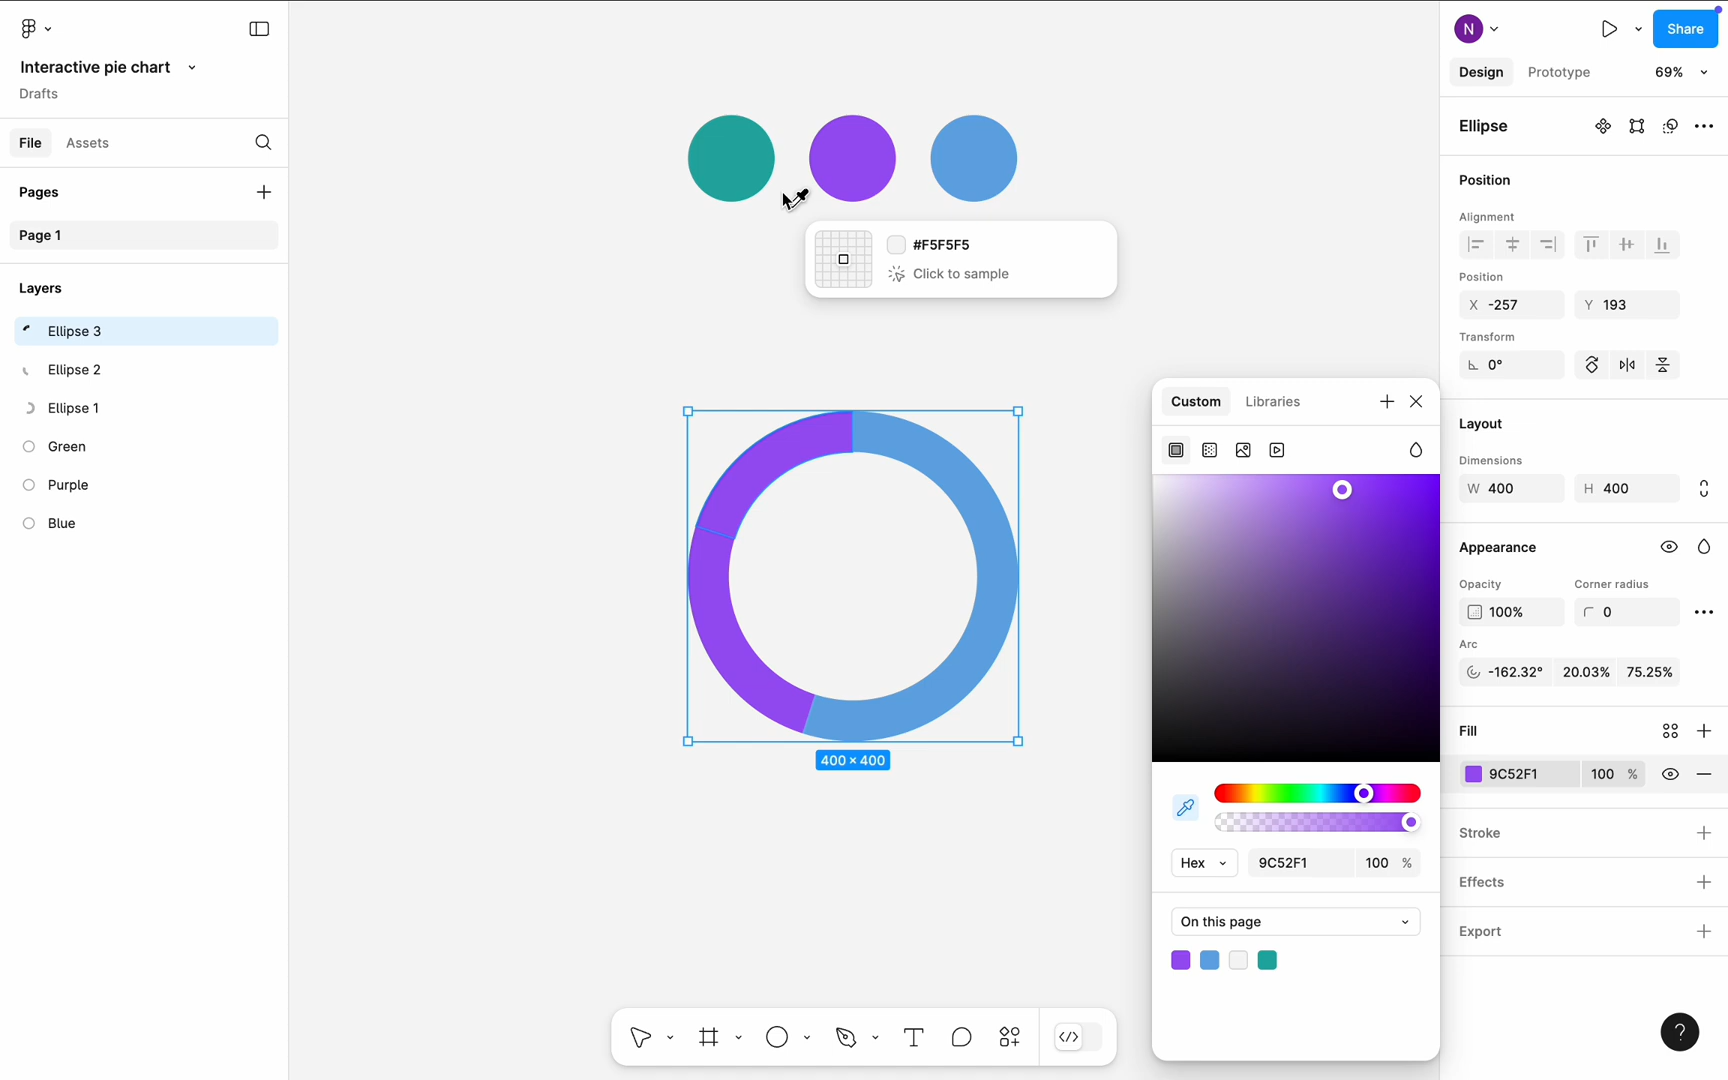 Interactive pie chart
Drafts
File
Assets
Pages
Page 1
Layers
Ellipse 3
Ellipse 2
Ellipse 1
Green
Purple
Blue
#F5F5F5
Click to sample
400 × 400
Custom
Libraries
Hex
9C52F1
100 %
On this page
N
Share
Design
Prototype
69%
Ellipse
Position
Alignment
Position
X -257
Y 193
Transform
0°
Layout
Dimensions
W 400
H 400
Appearance
Opacity
Corner radius
100%
0
Arc
-162.32°
20.03%
75.25%
Fill
9C52F1
100 %
Stroke
Effects
Export
?